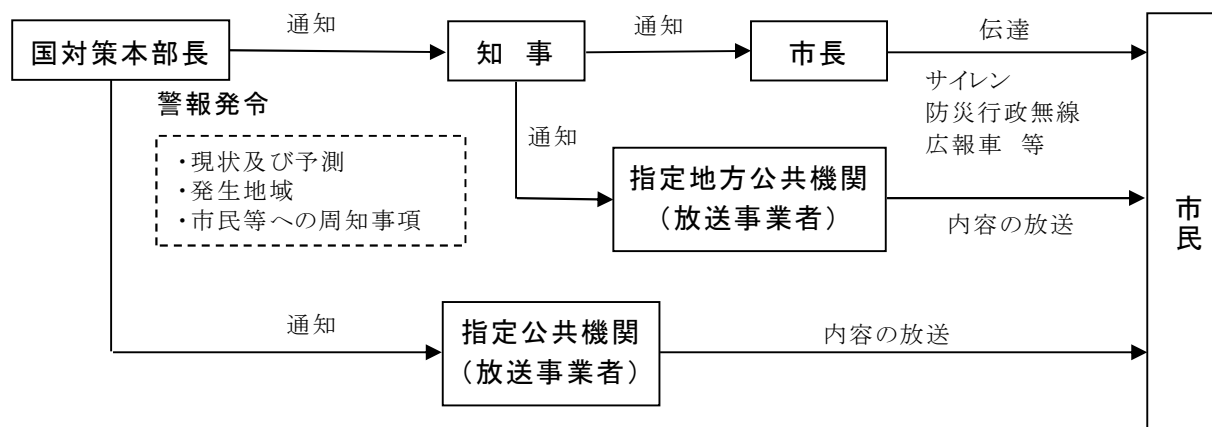 通知
通知
伝達
国対策本部長
知　事
市長
サイレン
防災行政無線
広報車　等
警報発令
・現状及び予測
・発生地域
・市民等への周知事項
通知
指定地方公共機関
（放送事業者）
内容の放送
市民
通知
指定公共機関
（放送事業者）
内容の放送